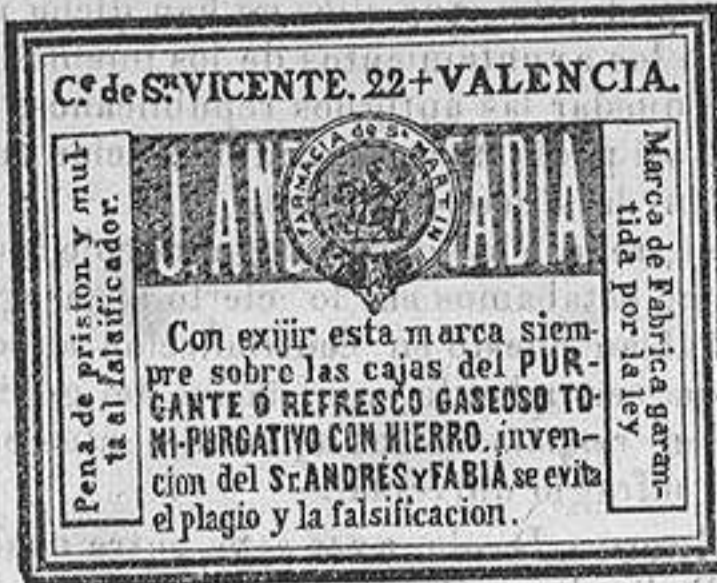 C.e de Sn. VICENTE. 22+VALENCIA.
Pena de prision y mul-
ta al falsificador.
J. AND FABIA
FARMACIA de Sn. MARTIN
Marca de Fabrica garan-
tida por la ley
Con exijir esta marca siem-
pre sobre las cajas del PUR-
GANTE Ó REFRESCO GASEOSO TO-
NI-PURGATIVO CON HIERRO, inven-
cion del Sr. ANDRÉS Y FABIÁ, se evita
el plagio y la falsificacion.